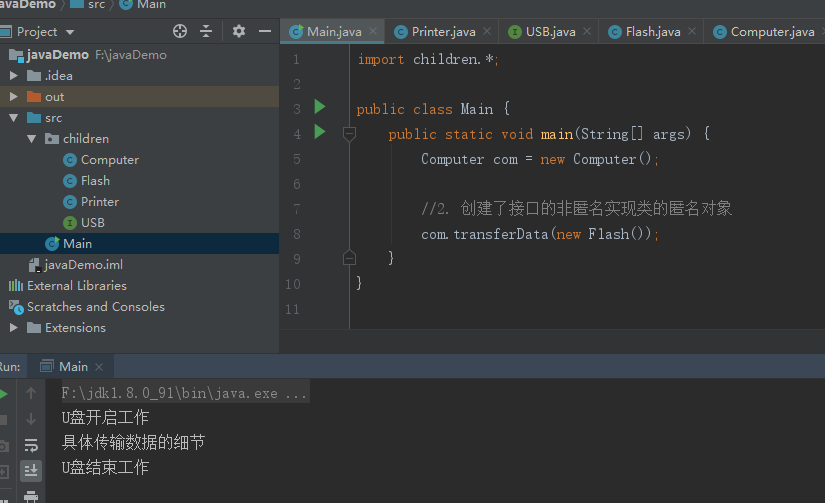 javaDemo
src
Main
Project
javaDemo F:\javaDemo
.idea
out
src
children
Computer
Flash
Printer
USB
Main
javaDemo.iml
External Libraries
Scratches and Consoles
Extensions
Main.java
Printer.java
USB.java
Flash.java
Computer.java
1 import children.*;
2
3 public class Main {
4 public static void main(String[] args) {
5 Computer com = new Computer();
6
7 //2. 创建了接口的非匿名实现类的匿名对象
8 com.transferData(new Flash());
9 }
10 }
11
Run:
Main
F:\jdk1.8.0_91\bin\java.exe ...
U盘开启工作
具体传输数据的细节
U盘结束工作